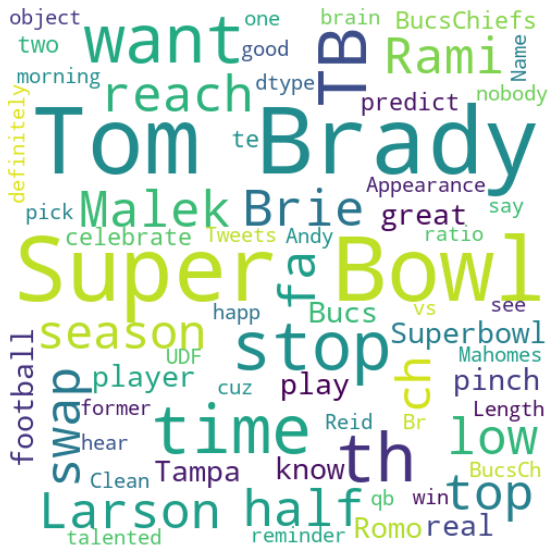 object two one brain BucsChiefs
want good TB Rami Name
morning reach dtype predict nobody
definitely Tom Brady
te
Appearance
pick Malek Brie great say
celebrate Tweets Andy ratio
Super Bowl
fa
happ Bucs vs see
season stop Superbowl
football UDF Mahomes
swap player cuz play ch pinch
former Length
hear time Reid th Br low
Clean Tampa know BucsCh
Larson half qb win top
talented reminder Romo real